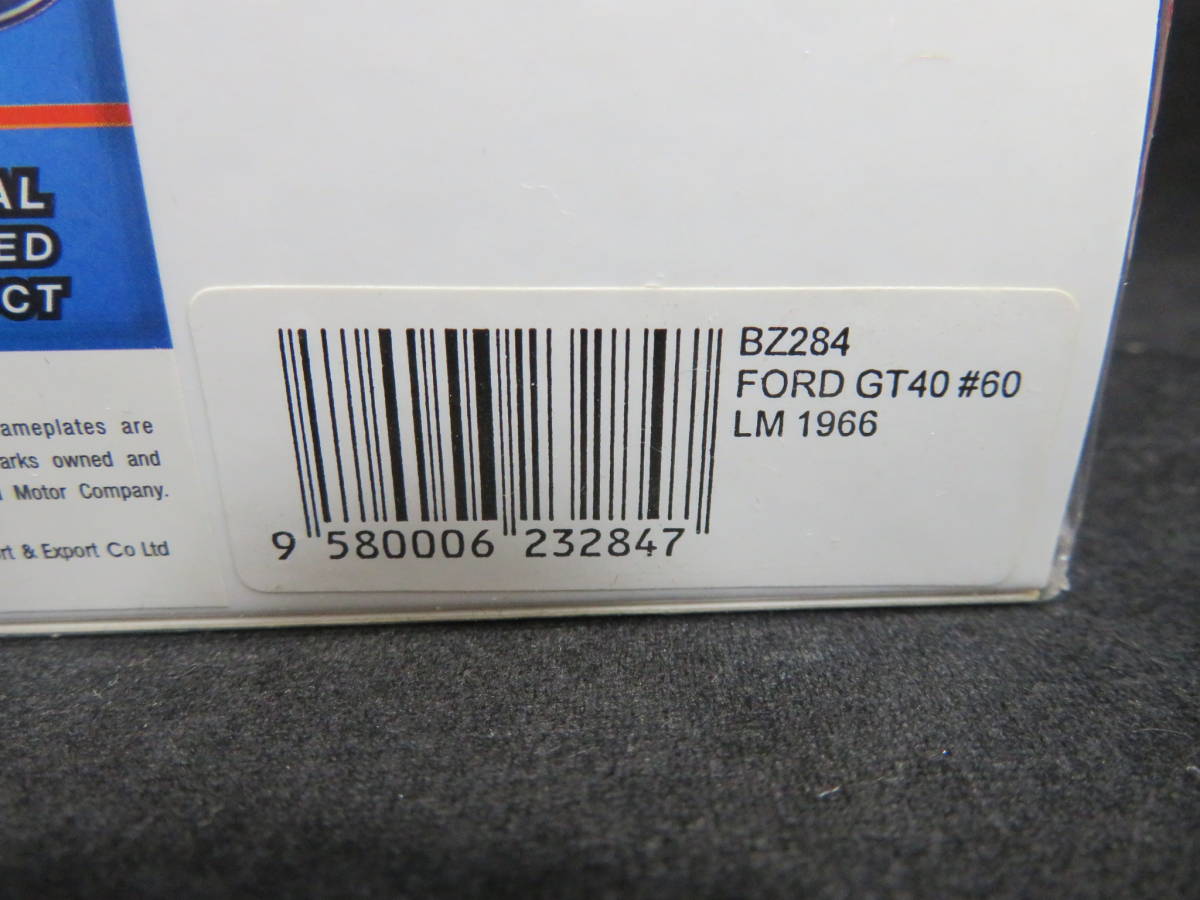 AL
ED
CT
ameplates are
arks owned and
Motor Company.
rt & Export Co Ltd
BZ284
FORD GT40 #60
LM 1966
9 580006 232847